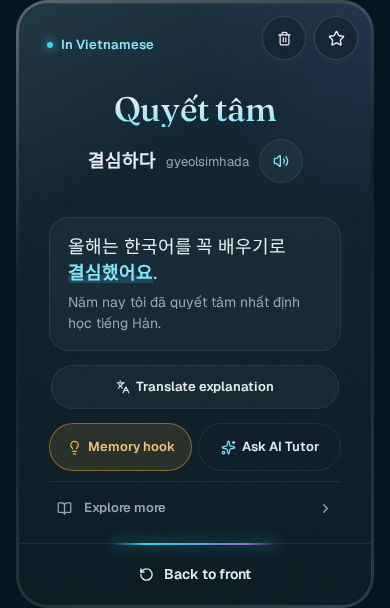 In Vietnamese
Quyết tâm
결심하다 gyeolsimhada
올해는 한국어를 꼭 배우기로
결심했어요.
Năm nay tôi đã quyết tâm nhất định
học tiếng Hàn.
Translate explanation
Memory hook
Ask AI Tutor
Explore more
Back to front